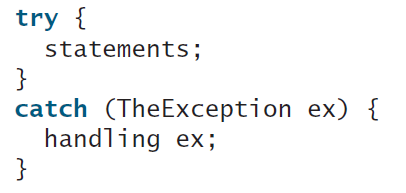 try {
  statements;
}
catch (TheException ex) {
  handling ex;
}